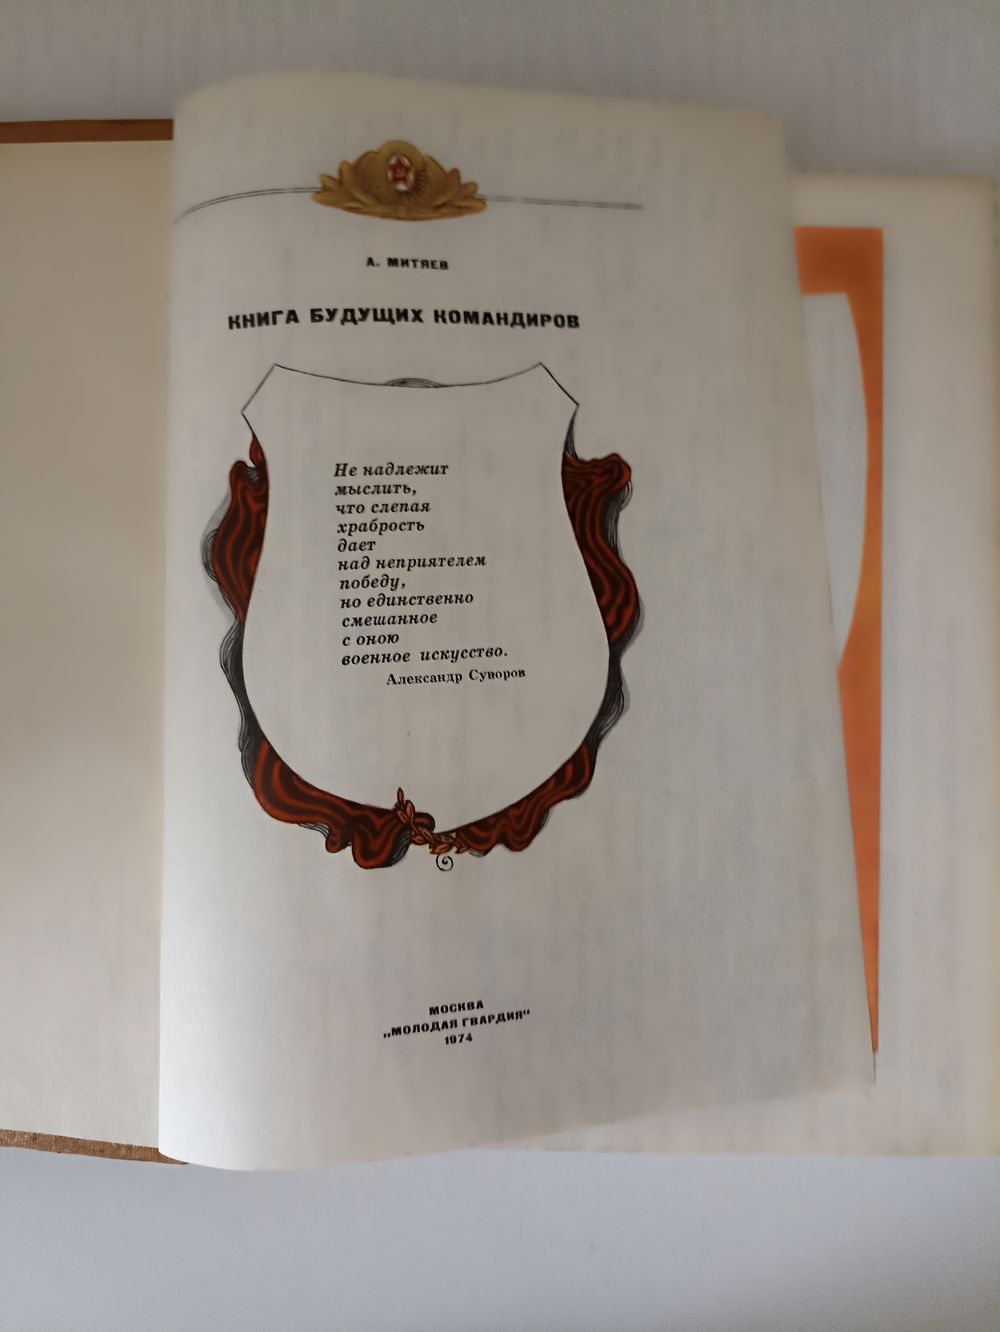 А. МИТЯЕВ
КНИГА БУДУЩИХ КОМАНДИРОВ
Не надлежит
мыслить,
что слепая
храбрость
дает
над неприятелем
победу,
но единственно
смешанное
с оною
военное искусство.
Александр Суворов
МОСКВА
„МОЛОДАЯ ГВАРДИЯ“
1974